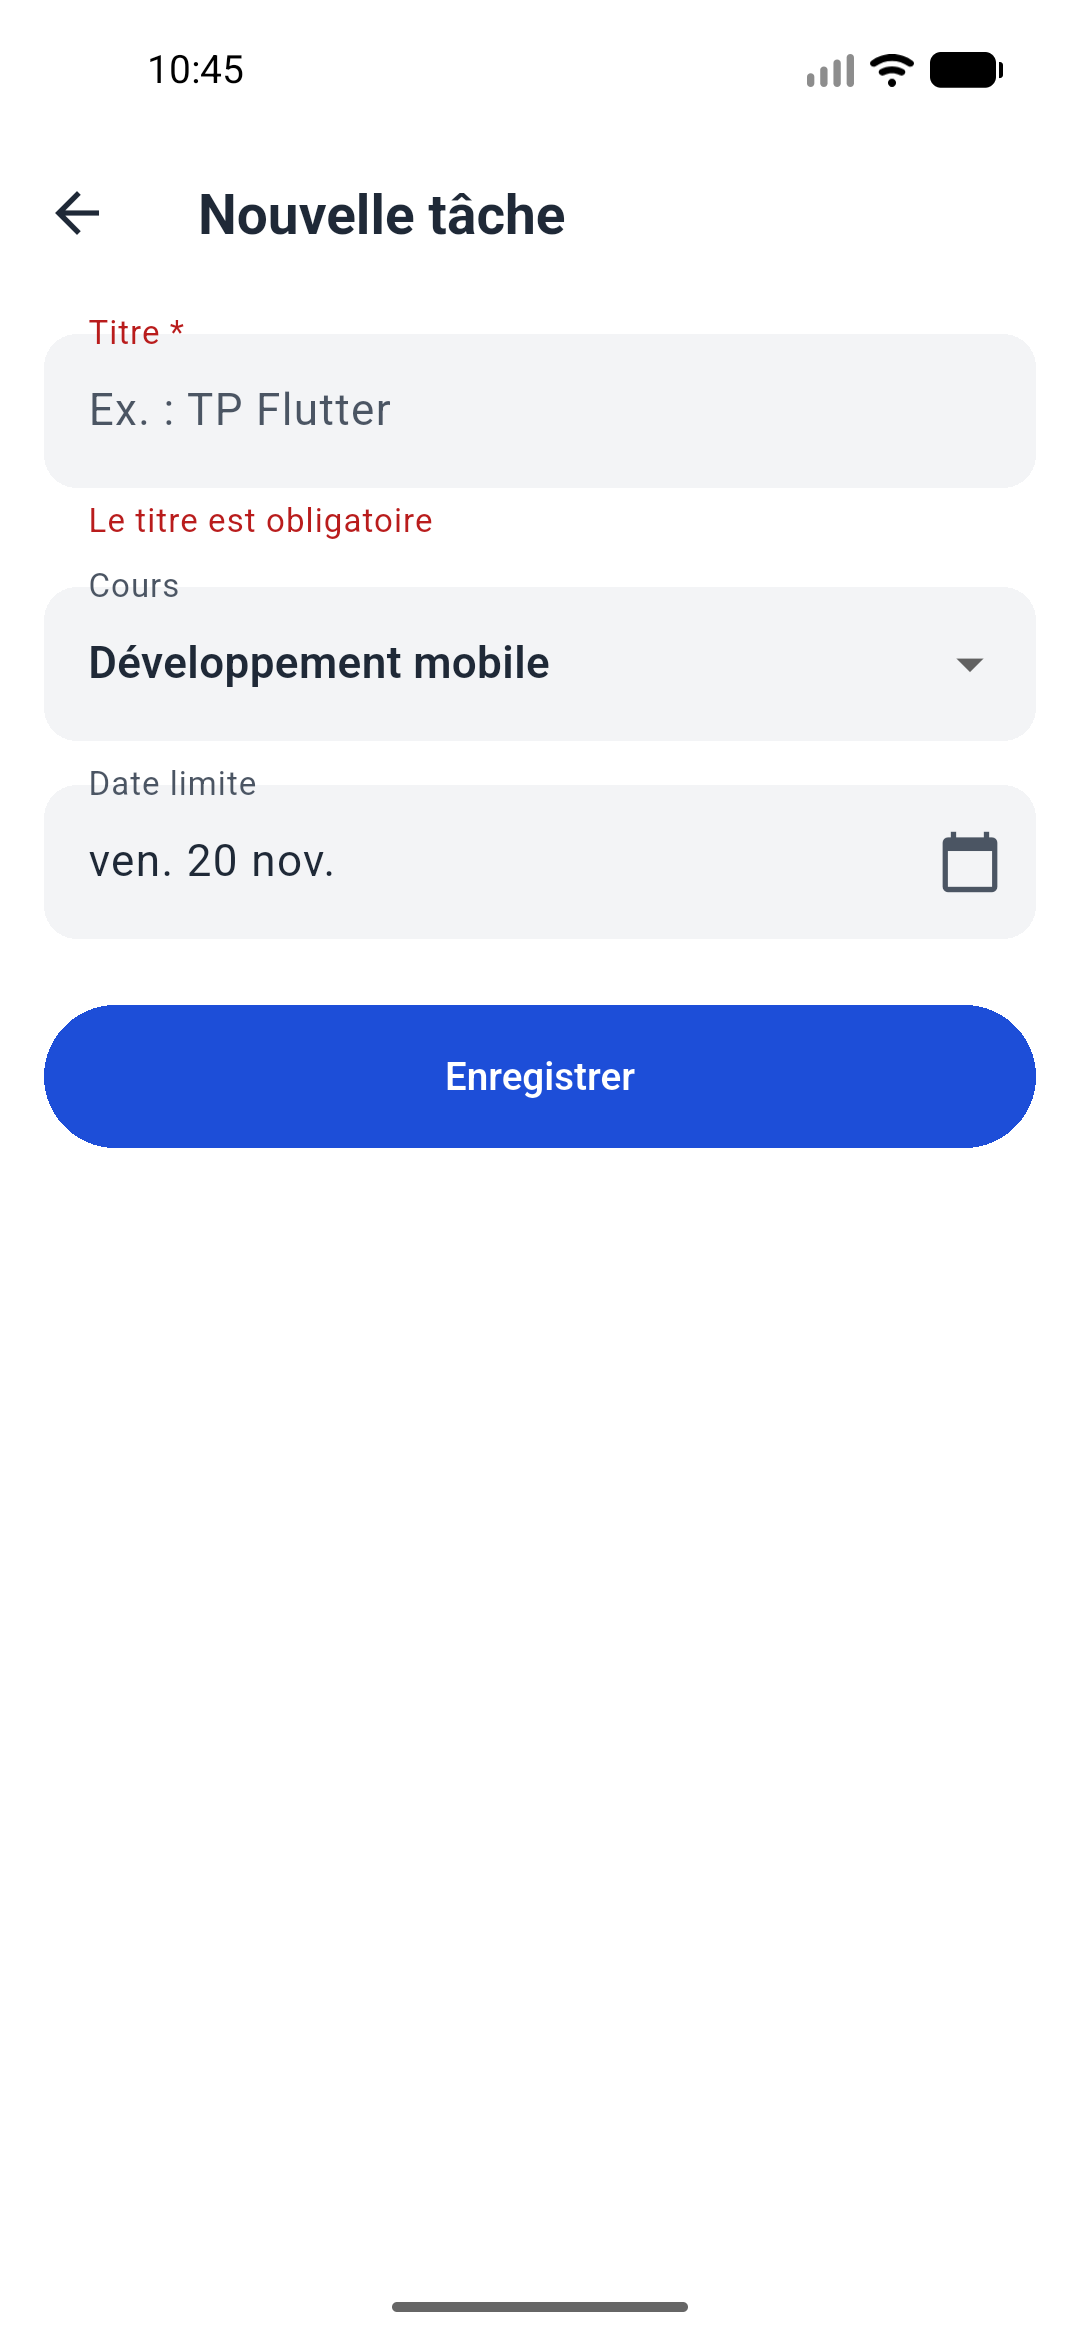 10:45
Nouvelle tâche
Titre *
Ex. : TP Flutter
Le titre est obligatoire
Cours
Développement mobile
Date limite
ven. 20 nov.
Enregistrer